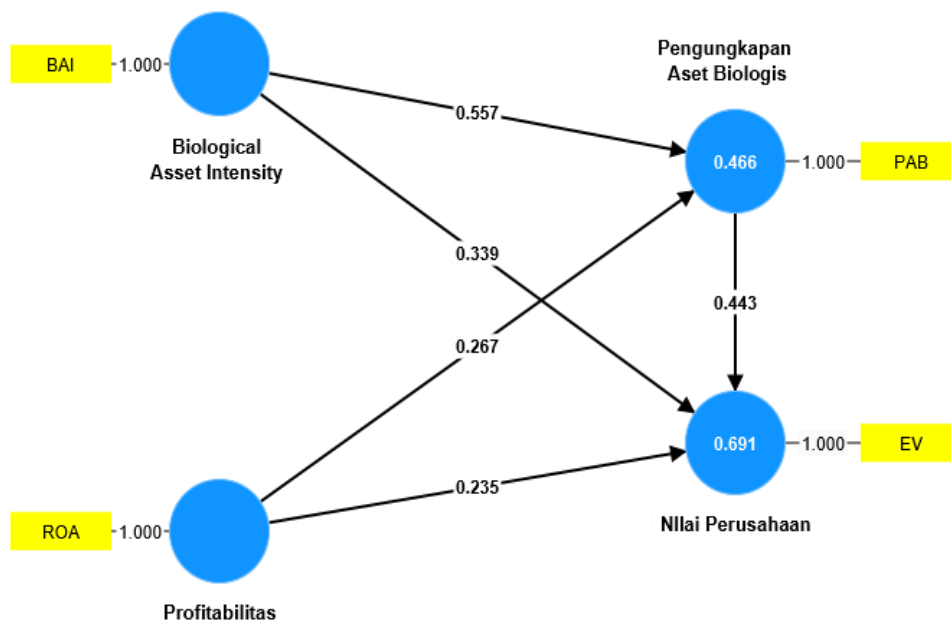 BAI
1.000
Biological
Asset Intensity
Pengungkapan
Aset Biologis
0.557
0.466
1.000
PAB
0.339
0.443
0.267
0.691
1.000
EV
0.235
NIlai Perusahaan
ROA
1.000
Profitabilitas